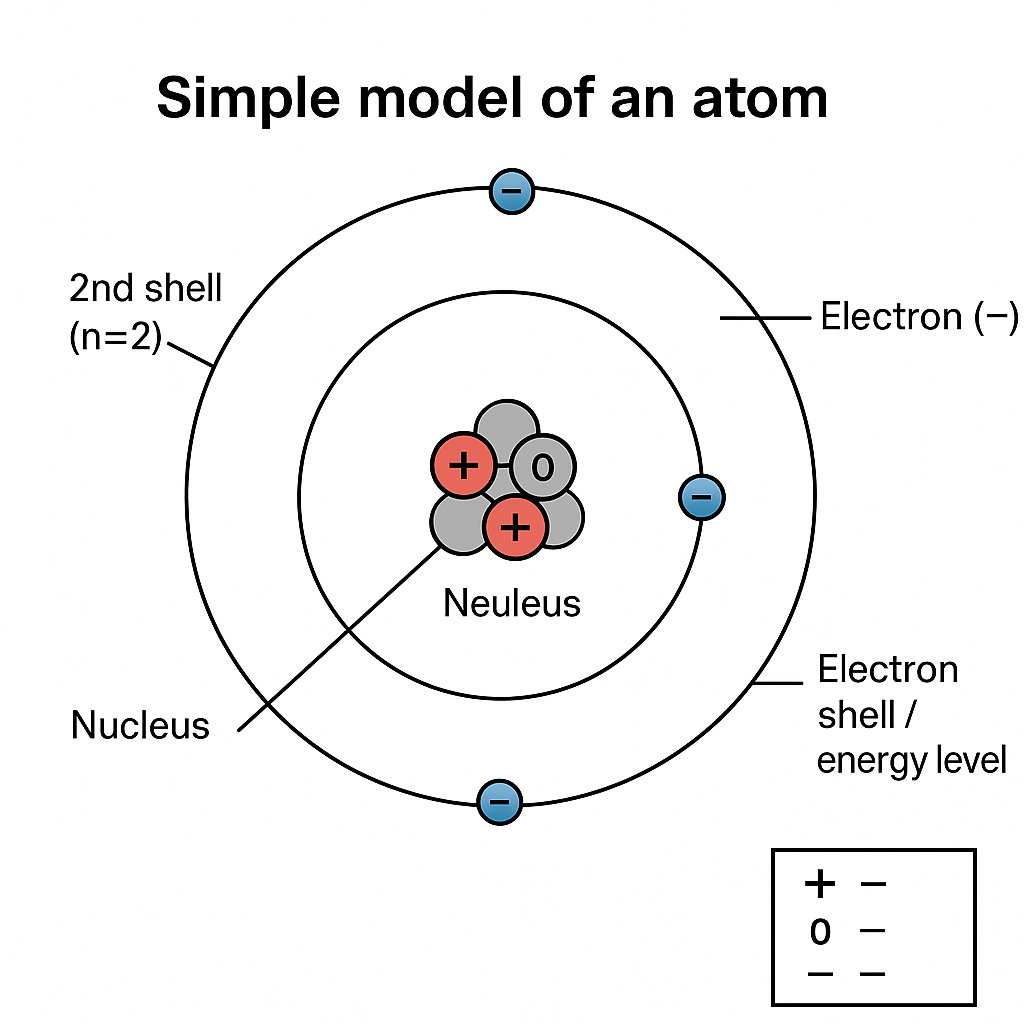 Simple model of an atom
−
2nd shell
(n=2)
Electron (−)
+
0
−
+
Neuleus
Nucleus
Electron
shell /
energy level
−
+ −
0 −
− −